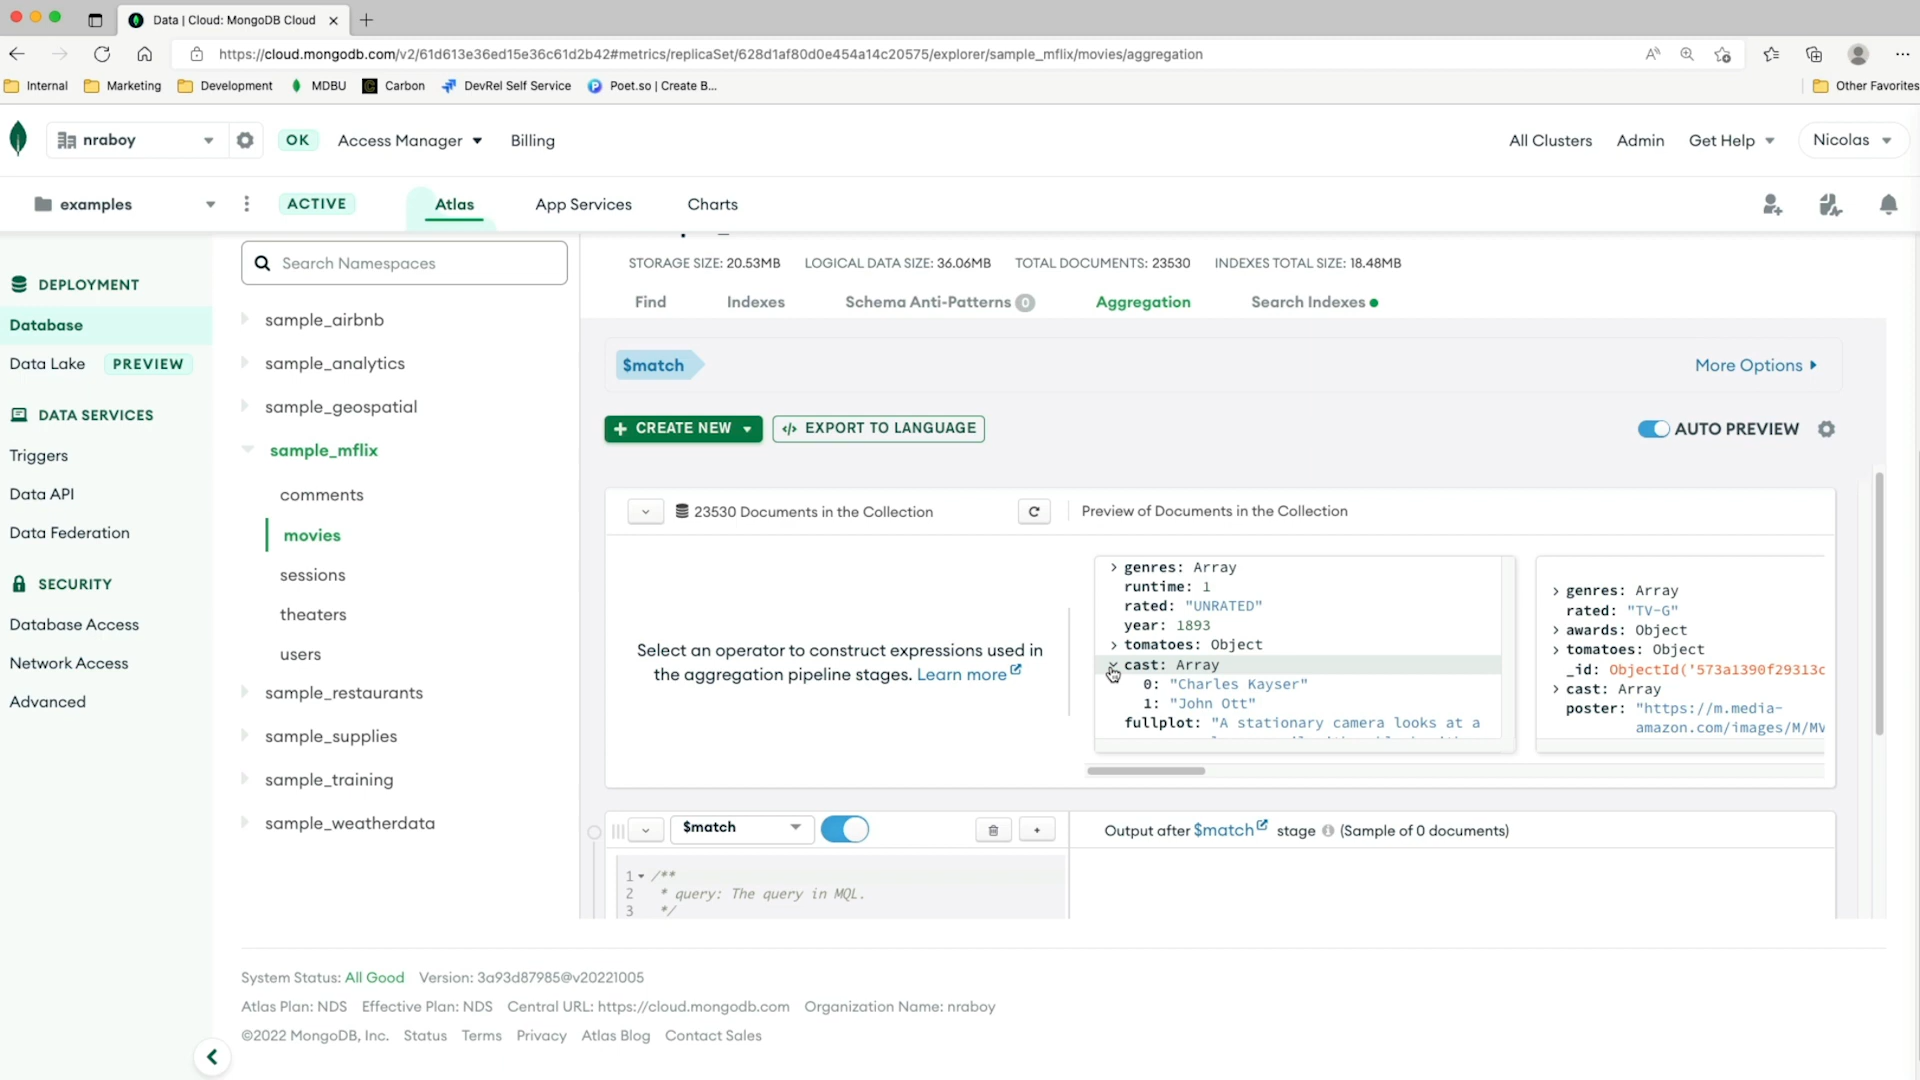 Data | Cloud: MongoDB Cloud
https://cloud.mongodb.com/v2/61d613e36ed15e36c61d2b42#metrics/replicaSet/628d1af80d0e454a14c20575/explorer/sample_mflix/movies/aggregation
Internal Marketing Development MDBU Carbon DevRel Self Service Poet.so | Create B... Other Favorites
nraboy OK Access Manager Billing All Clusters Admin Get Help Nicolas
examples ACTIVE Atlas App Services Charts
DEPLOYMENT
Database
Data Lake PREVIEW
DATA SERVICES
Triggers
Data API
Data Federation
SECURITY
Database Access
Network Access
Advanced
Search Namespaces
sample_airbnb
sample_analytics
sample_geospatial
sample_mflix
comments
movies
sessions
theaters
users
sample_restaurants
sample_supplies
sample_training
sample_weatherdata
STORAGE SIZE: 20.53MB LOGICAL DATA SIZE: 36.06MB TOTAL DOCUMENTS: 23530 INDEXES TOTAL SIZE: 18.48MB
Find Indexes Schema Anti-Patterns 0 Aggregation Search Indexes
$match More Options
+ CREATE NEW </> EXPORT TO LANGUAGE AUTO PREVIEW
23530 Documents in the Collection Preview of Documents in the Collection
Select an operator to construct expressions used in
the aggregation pipeline stages. Learn more
genres: Array
runtime: 1
rated: "UNRATED"
year: 1893
tomatoes: Object
cast: Array
0: "Charles Kayser"
1: "John Ott"
fullplot: "A stationary camera looks at a
genres: Array
rated: "TV-G"
awards: Object
tomatoes: Object
_id: ObjectId('573a1390f29313c
cast: Array
poster: "https://m.media-
amazon.com/images/M/MV
$match Output after $match stage (Sample of 0 documents)
1 /**
2 * query: The query in MQL.
3 */
System Status: All Good Version: 3a93d87985@v20221005
Atlas Plan: NDS Effective Plan: NDS Central URL: https://cloud.mongodb.com Organization Name: nraboy
©2022 MongoDB, Inc. Status Terms Privacy Atlas Blog Contact Sales